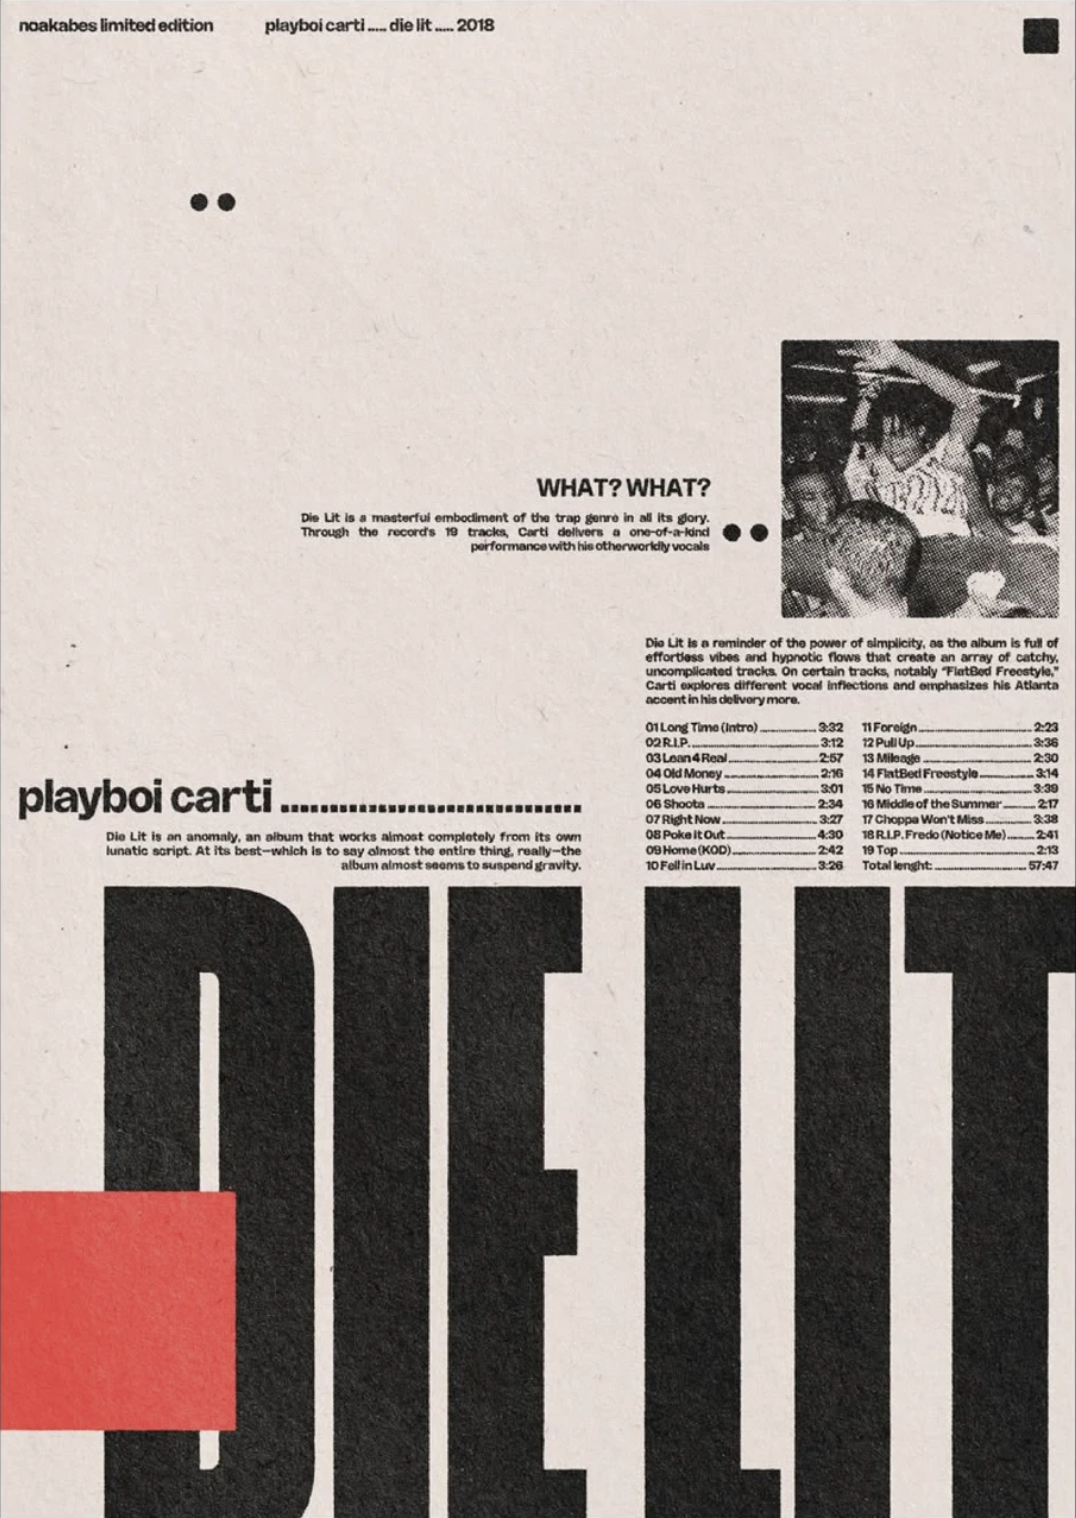 noakabes limited edition
playboi carti ..... die lit ..... 2018
WHAT? WHAT?
Die Lit is a masterful embodiment of the trap genre in all its glory.
Through the record's 19 tracks, Carti delivers a one-of-a-kind
performance with his otherworldly vocals
Die Lit is a reminder of the power of simplicity, as the album is full of
effortless vibes and hypnotic flows that create an array of catchy,
uncomplicated tracks. On certain tracks, notably "FlatBed Freestyle,"
Carti explores different vocal inflections and emphasizes his Atlanta
accent in his delivery more.
01 Long Time (Intro) ........ 3:32
02 R.I.P. ........ 3:12
03 Lean 4 Real ........ 2:57
04 Old Money ........ 2:16
05 Love Hurts ........ 3:01
06 Shoota ........ 2:34
07 Right Now ........ 3:27
08 Poke it Out ........ 4:30
09 Home (KOD) ........ 2:42
10 Fell in Luv ........ 3:26
11 Foreign ........ 2:23
12 Pull Up ........ 3:36
13 Mileage ........ 2:30
14 FlatBed Freestyle ........ 3:14
15 No Time ........ 3:39
16 Middle of the Summer ........ 2:17
17 Choppa Won't Miss ........ 3:38
18 R.I.P. Fredo (Notice Me) ........ 2:41
19 Top ........ 2:13
Total lenght: ........ 57:47
playboi carti ........
Die Lit is an anomaly, an album that works almost completely from its own
lunatic script. At its best—which is to say almost the entire thing, really—the
album almost seems to suspend gravity.
DIE LIT